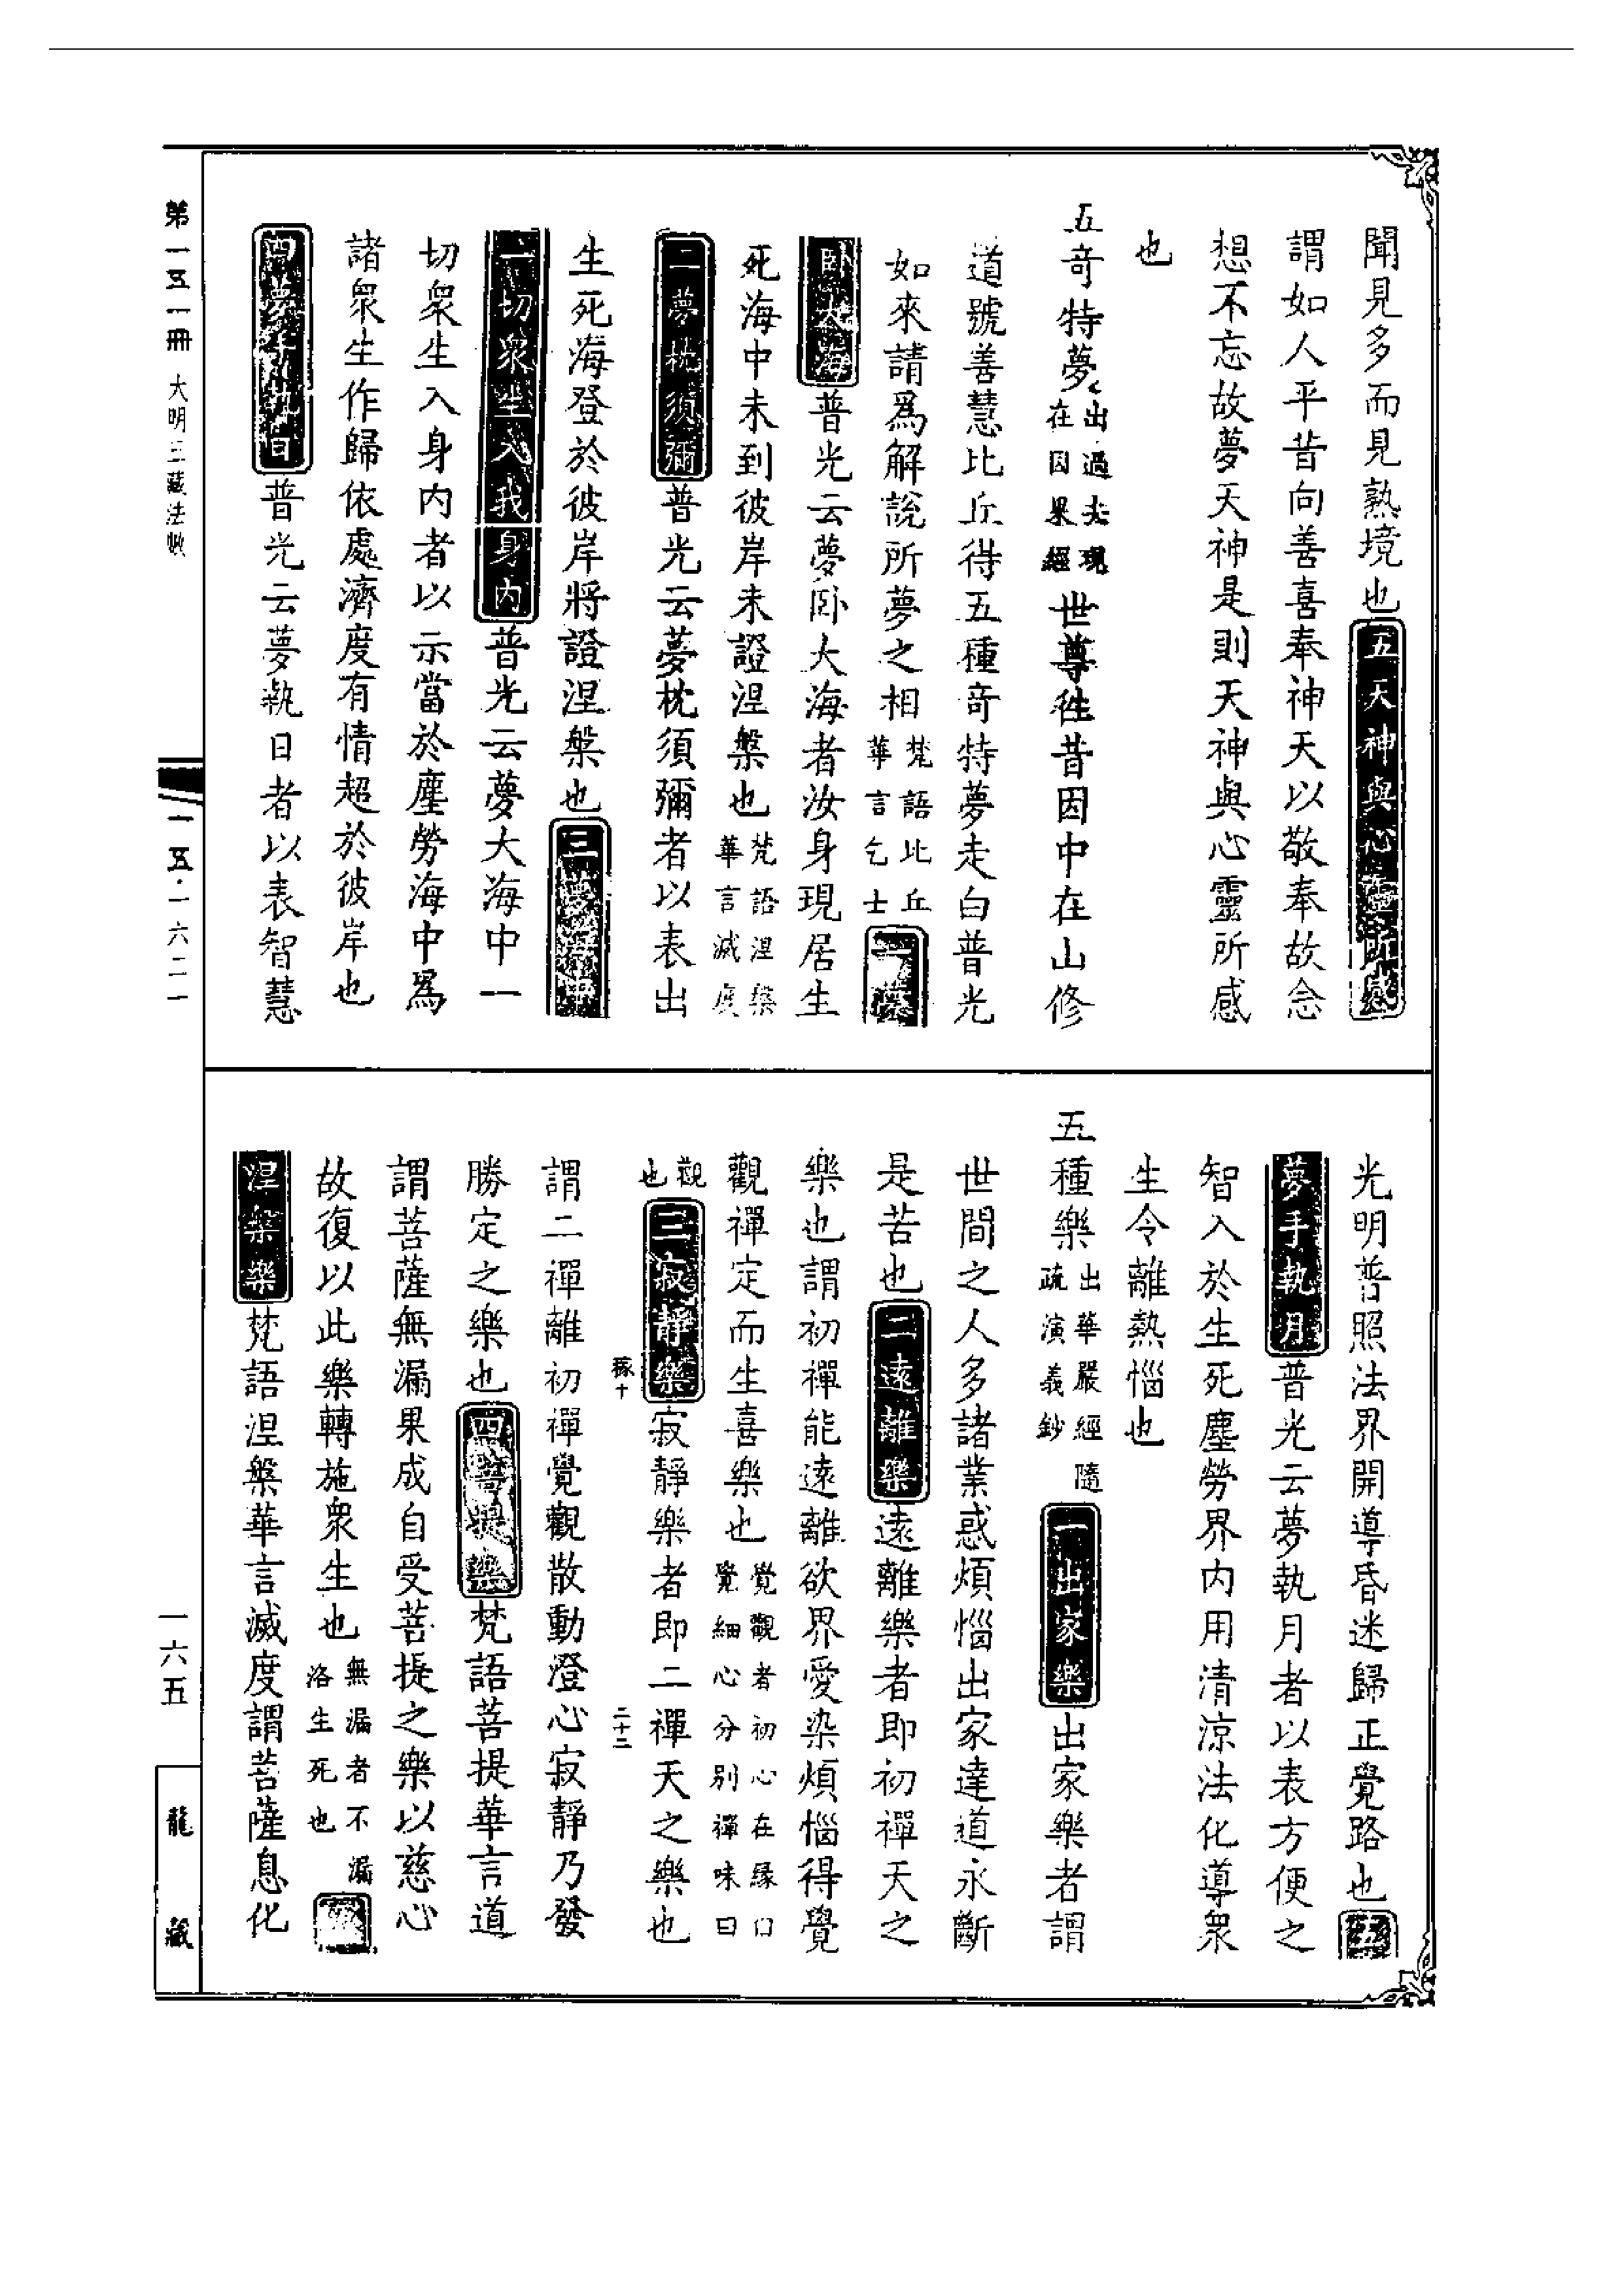 聞見多而見熟境也五天神與心靈所感
謂如人平昔向善喜奉神天以敬奉故念
想不忘故夢天神是則天神與心靈所感
也
五奇特夢出過去現在因果經世尊往昔因中在山修
道號善慧比丘得五種奇特夢走白普光
如來請爲解說所夢之相梵語比丘華言乞士一夢
臥大海普光云夢臥大海者汝身現居生
死海中未到彼岸未證涅槃也梵語涅槃華言滅度
二夢枕須彌普光云夢枕須彌者以表出
生死海登於彼岸將證涅槃也三夢海中
一切衆生入我身內普光云夢大海中一
切衆生入身內者以示當於塵勞海中爲
諸衆生作歸依處濟度有情超於彼岸也
四夢手執日普光云夢執日者以表智慧
光明普照法界開導昏迷歸正覺路也五
夢手執月普光云夢執月者以表方便之
智入於生死塵勞界內用清涼法化導衆
生令離熱惱也
五種樂出華嚴經隨疏演義鈔一出家樂出家樂者謂
世間之人多諸業惑煩惱出家達道永斷
是苦也二遠離樂遠離樂者即初禪天之
樂也謂初禪能遠離欲界愛染煩惱得覺
觀禪定而生喜樂也覺觀者初心在緣曰覺細心分別禪味曰
觀也三寂靜樂寂靜樂者即二禪天之樂也
稼十 二十三
謂二禪離初禪覺觀散動澄心寂靜乃發
勝定之樂也四菩提樂梵語菩提華言道
謂菩薩無漏果成自受菩提之樂以慈心
故復以此樂轉施衆生也無漏者不漏落生死也
涅槃樂梵語涅槃華言滅度謂菩薩息化
第一五一冊 大明三藏法數
一五·一六二一
一六五
龍藏